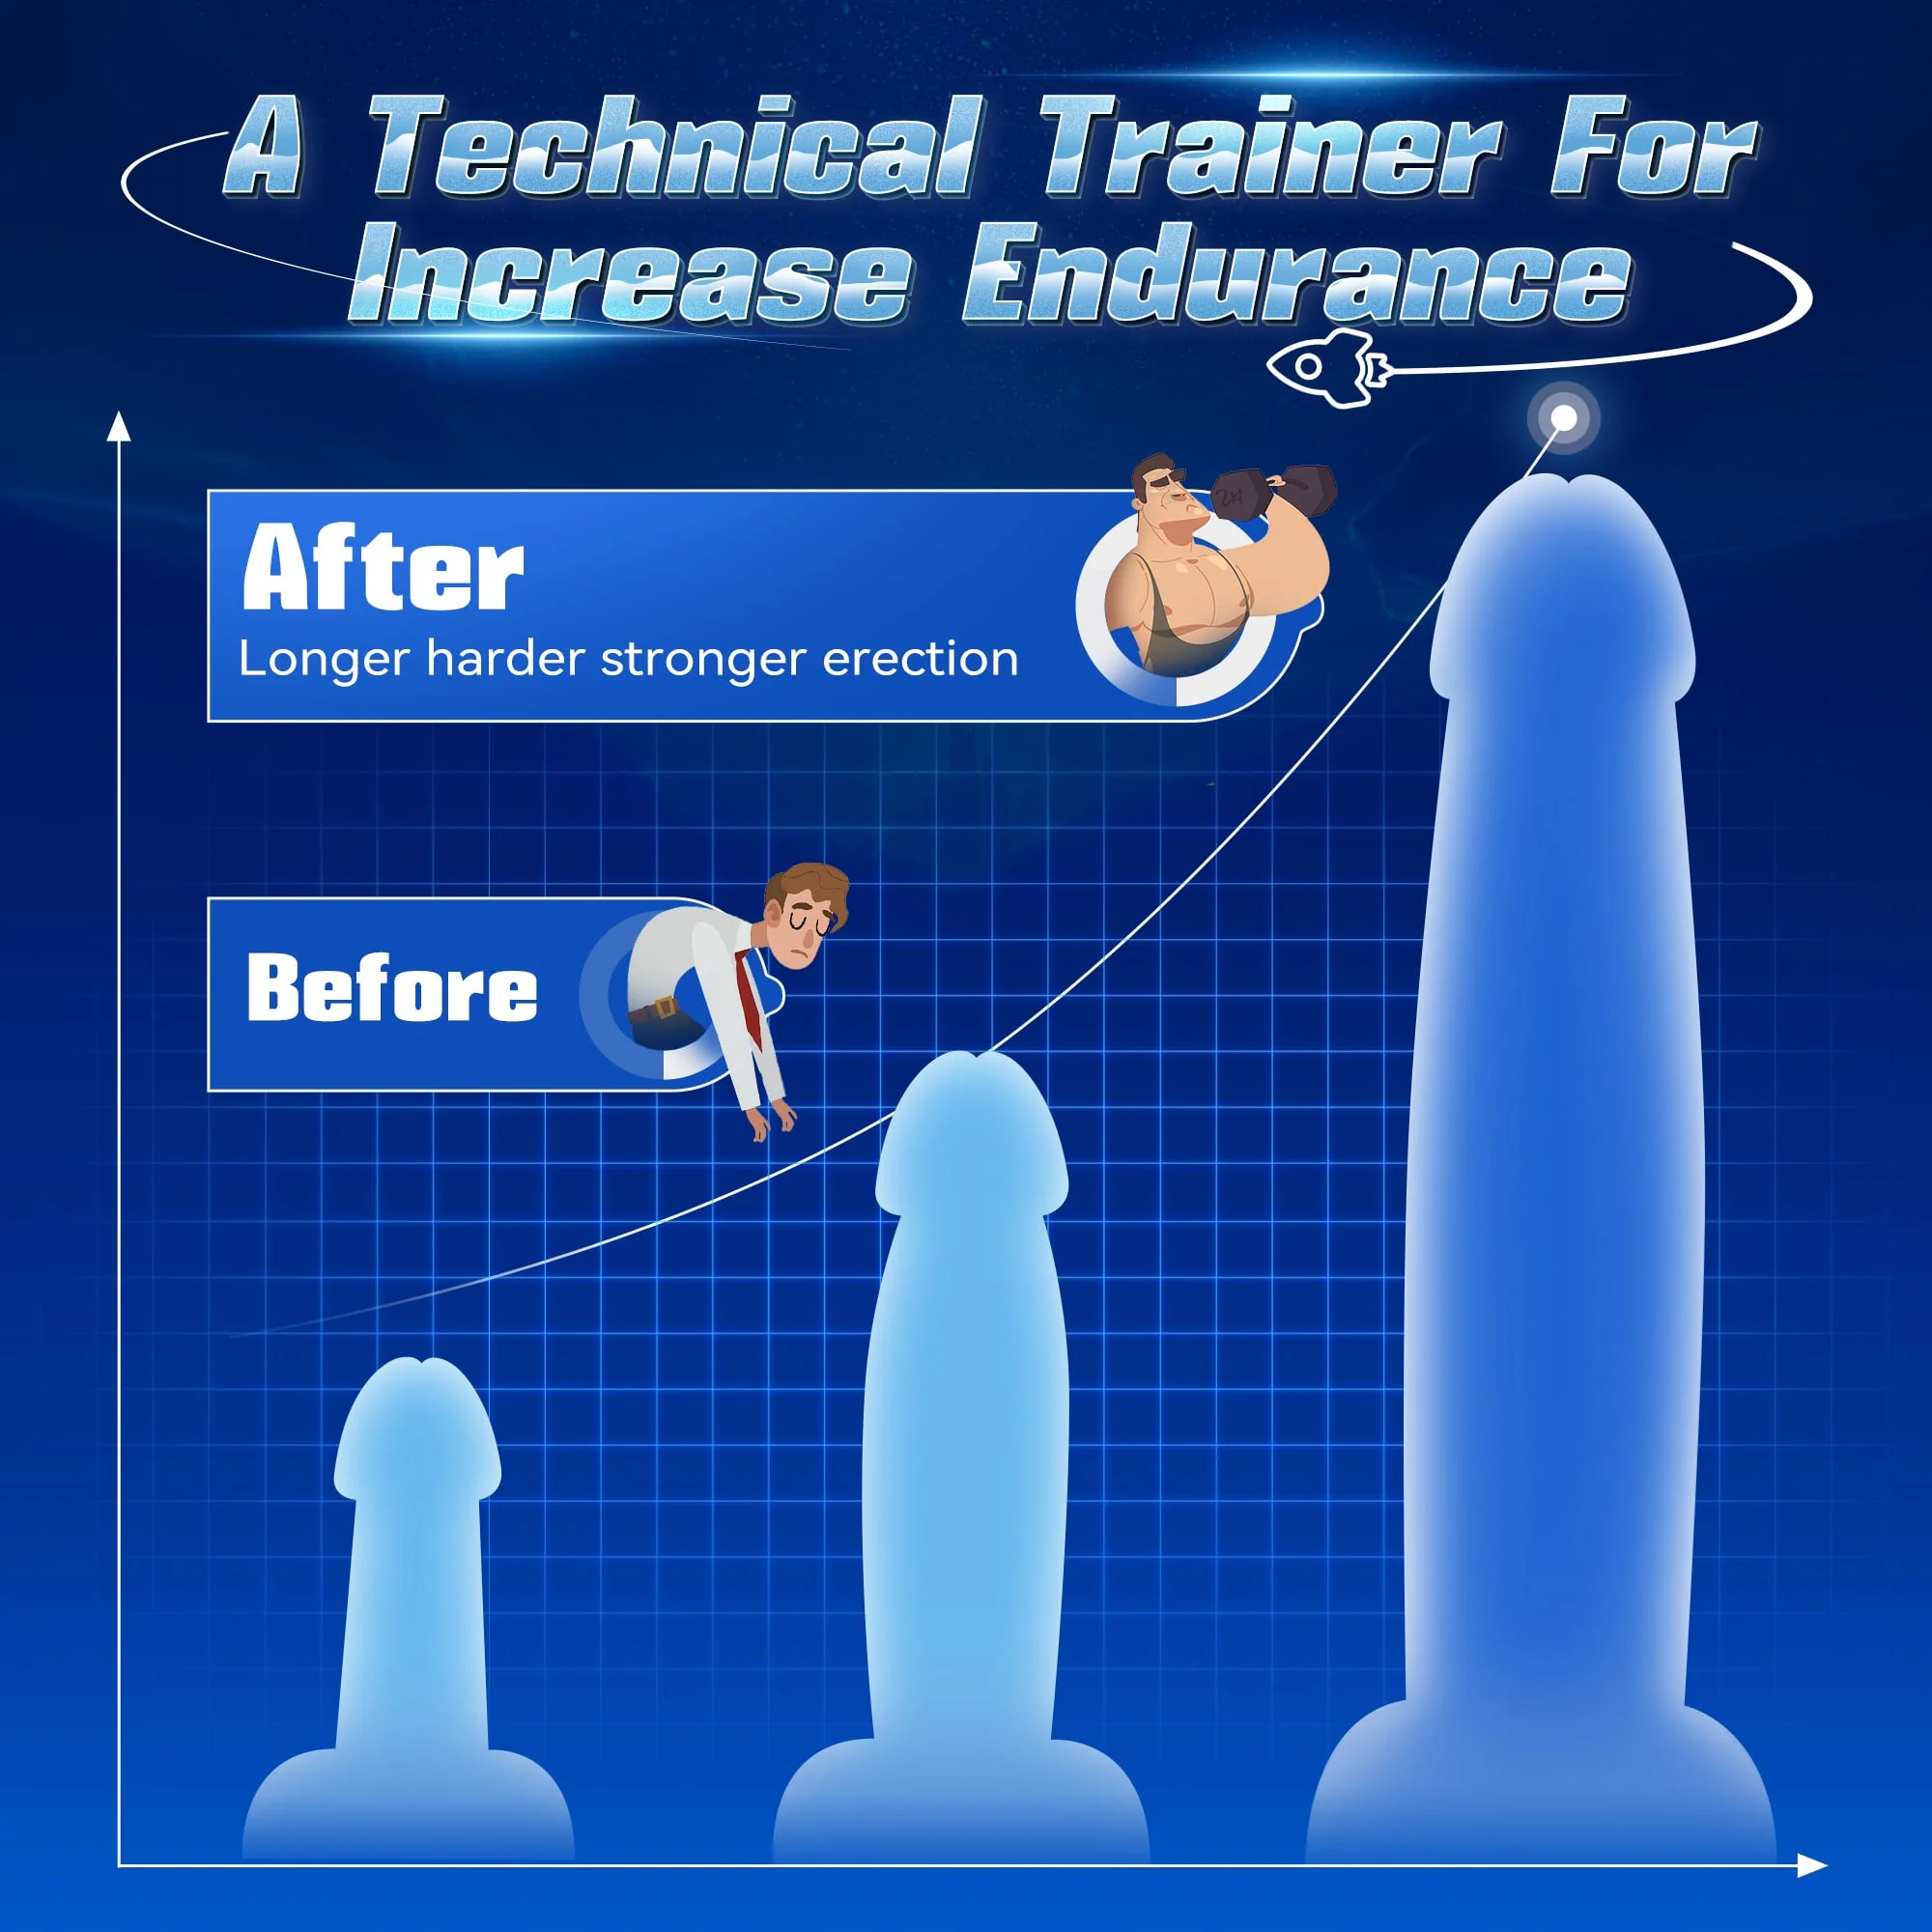 A Technical Trainer For
Increase Endurance
After
Longer harder stronger erection
Before